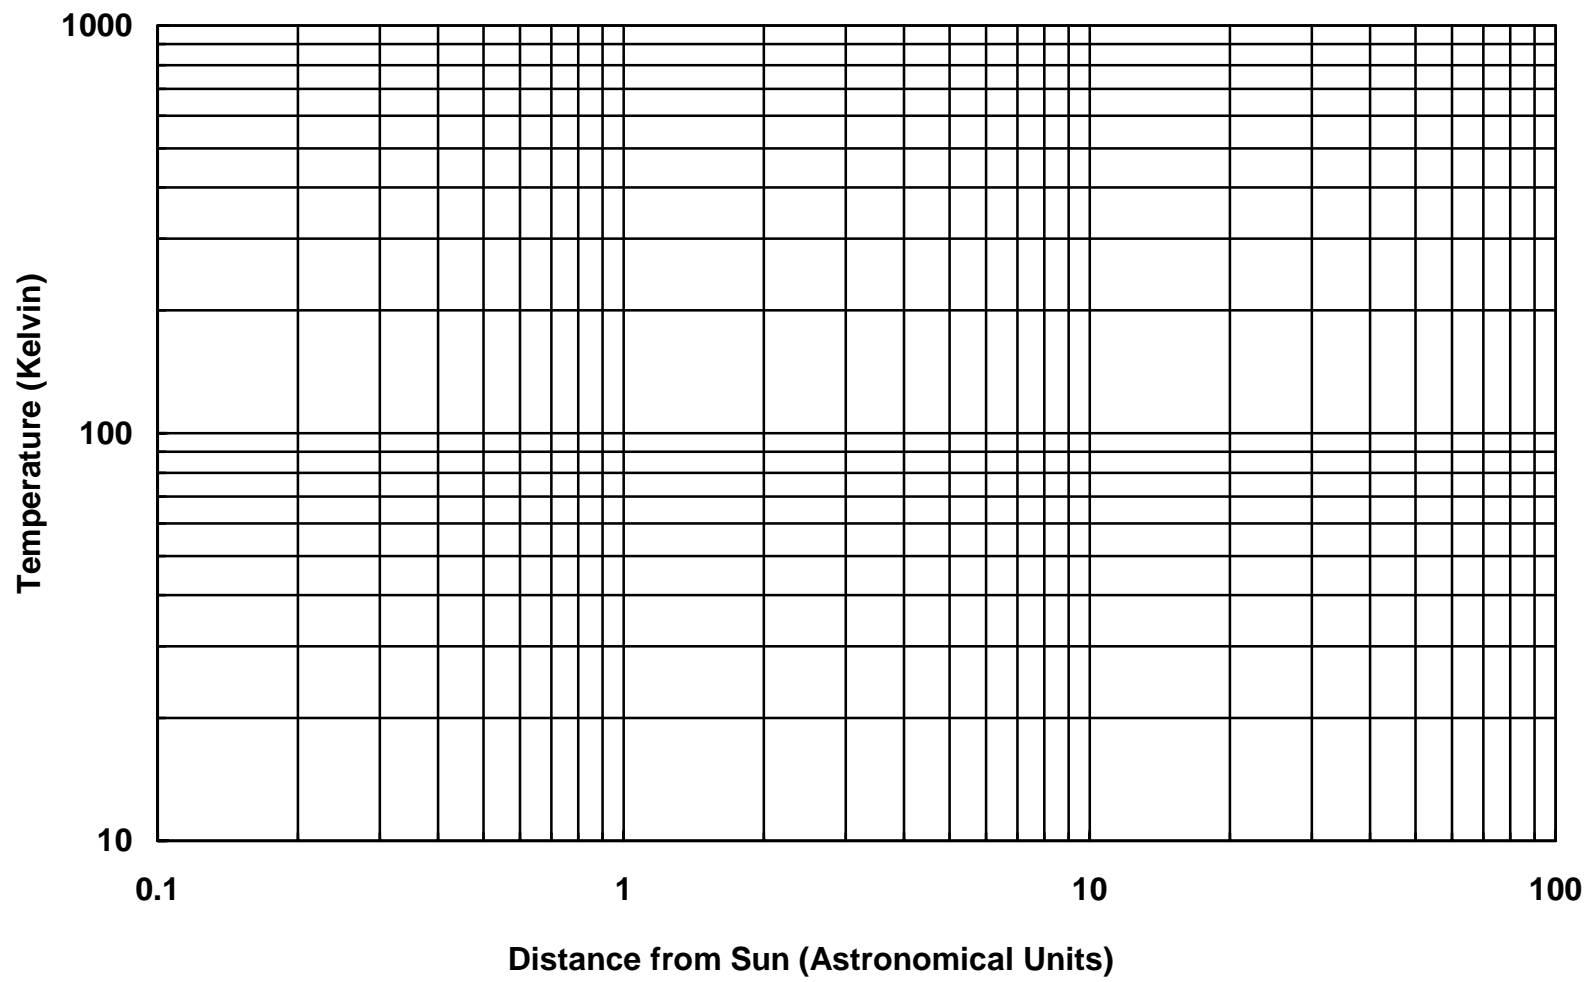 1000
100
10
Temperature (Kelvin)
0.1 1 10 100
Distance from Sun (Astronomical Units)